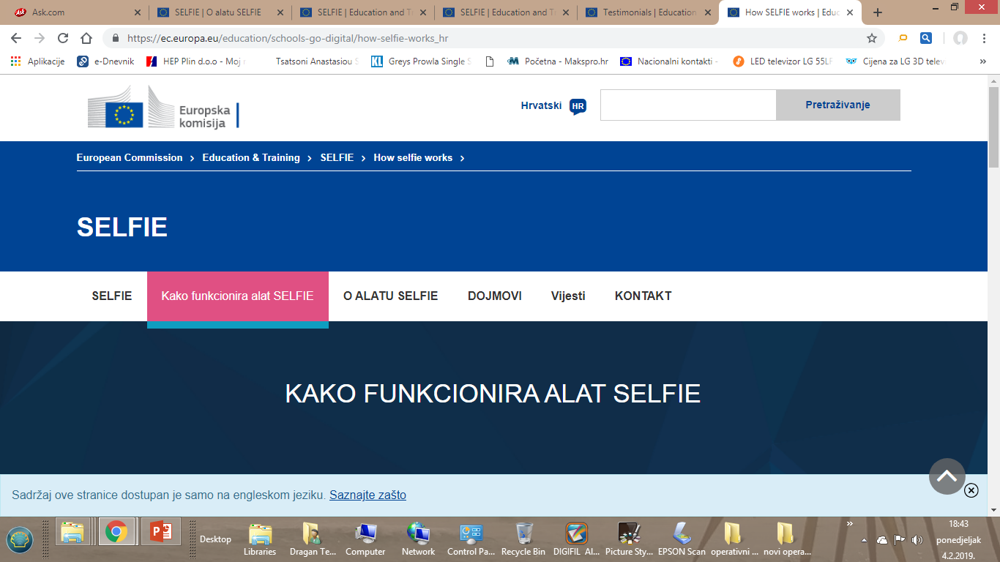 Ask.com
SELFIE | O alatu SELFIE
SELFIE | Education and Tr
SELFIE | Education and Tr
Testimonials | Education
How SELFIE works | Educ
https://ec.europa.eu/education/schools-go-digital/how-selfie-works_hr
Aplikacije
e-Dnevnik
HEP Plin d.o.o - Moj r
Tsatsoni Anastasiou S
KL Greys Prowla Single S
Početna - Makspro.hr
Nacionalni kontakti -
LED televizor LG 55LF
Cijena za LG 3D telev
»
Europska
komisija
Hrvatski HR
Pretraživanje
European Commission > Education & Training > SELFIE > How selfie works >
SELFIE
SELFIE Kako funkcionira alat SELFIE O ALATU SELFIE DOJMOVI Vijesti KONTAKT
KAKO FUNKCIONIRA ALAT SELFIE
Sadržaj ove stranice dostupan je samo na engleskom jeziku. Saznajte zašto
Desktop
Libraries
Dragan Te...
Computer
Network
Control Pa...
Recycle Bin
DIGIFIL Al...
Picture Sty...
EPSON Scan
operativni ...
novi opera...
»
18:43
ponedjeljak
4.2.2019.